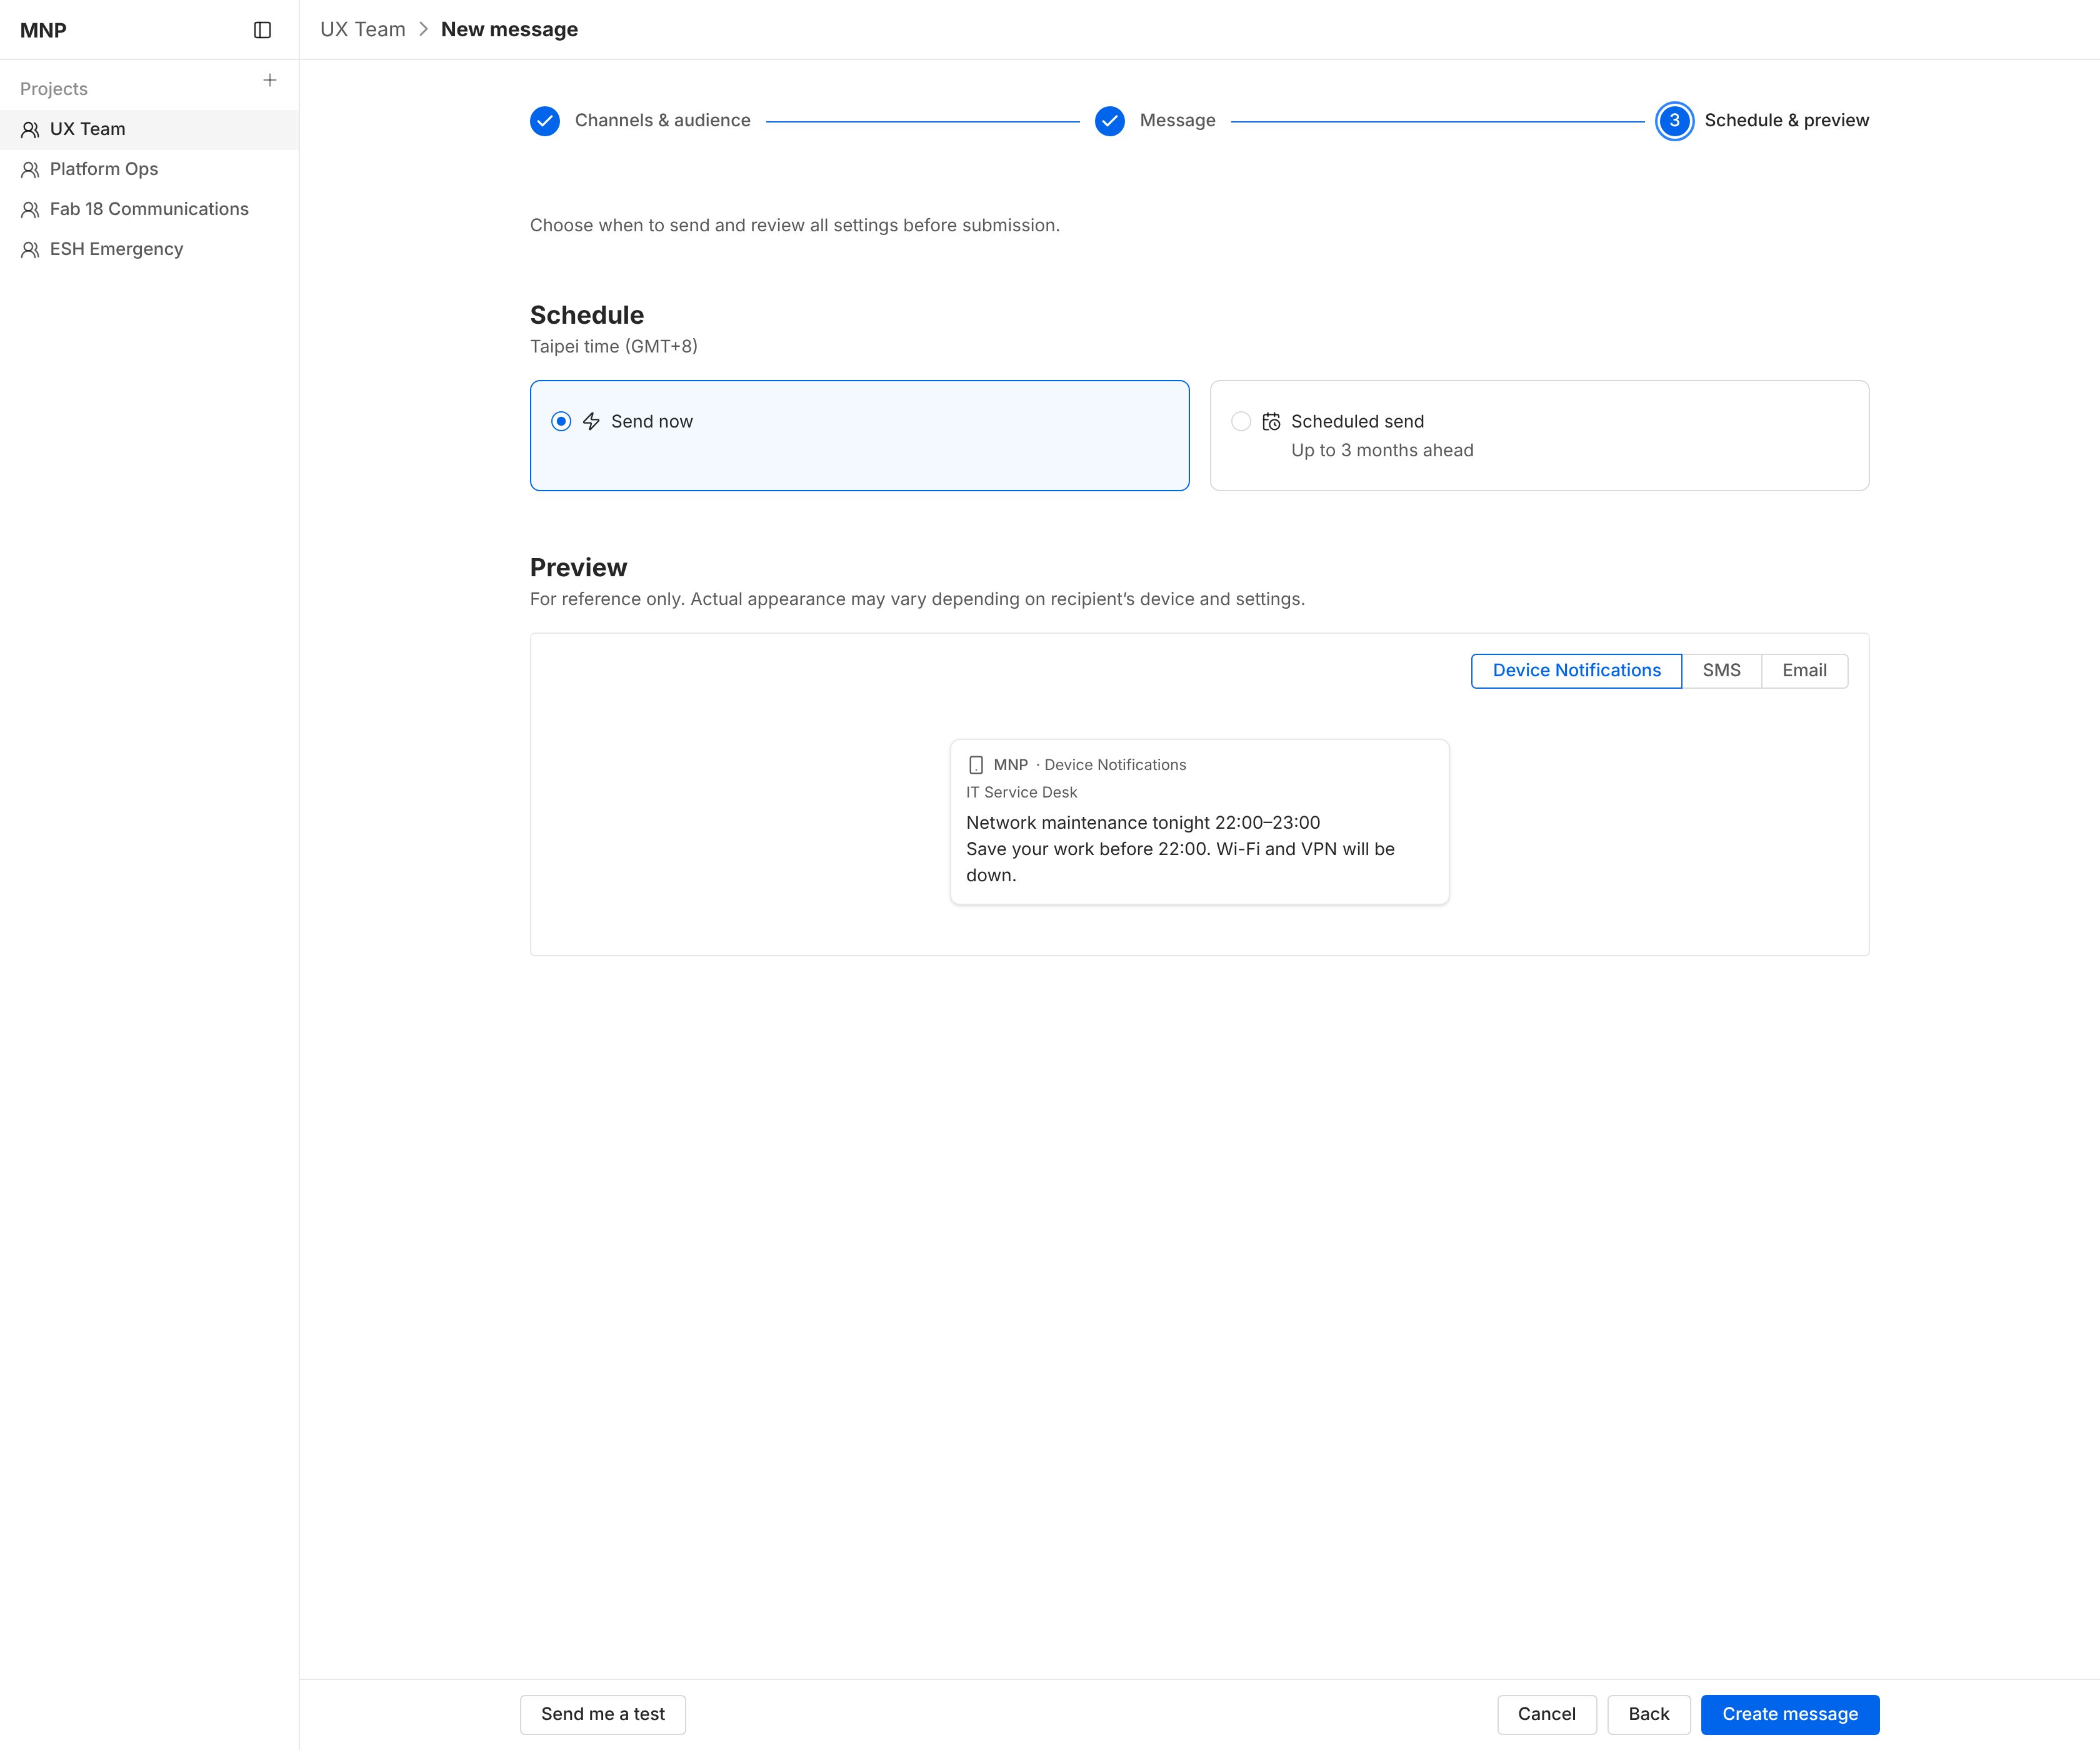 MNP
Projects
UX Team
Platform Ops
Fab 18 Communications
ESH Emergency
UX Team > New message
Channels & audience
Message
3 Schedule & preview
Choose when to send and review all settings before submission.
Schedule
Taipei time (GMT+8)
Send now
Scheduled send
Up to 3 months ahead
Preview
For reference only. Actual appearance may vary depending on recipient’s device and settings.
Device Notifications SMS Email
MNP · Device Notifications
IT Service Desk
Network maintenance tonight 22:00–23:00
Save your work before 22:00. Wi-Fi and VPN will be
down.
Send me a test
Cancel
Back
Create message